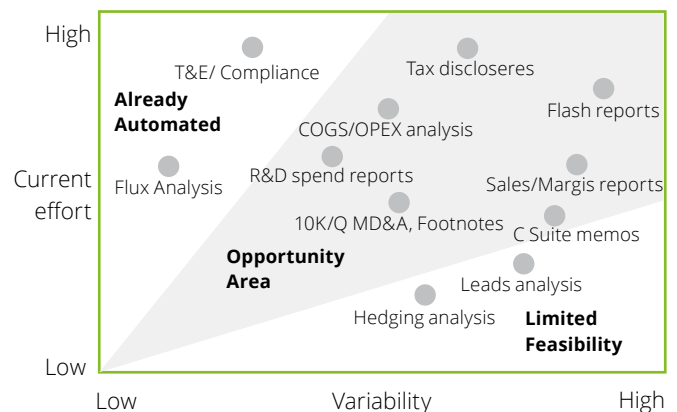 High
T&E/ Compliance
Tax discloseres
Already
Automated
Flash reports
COGS/OPEX analysis
Current
effort
Flux Analysis
R&D spend reports
Sales/Margis reports
10K/Q MD&A, Footnotes
C Suite memos
Opportunity
Area
Leads analysis
Hedging analysis
Limited
Feasibility
Low
Low
Variability
High